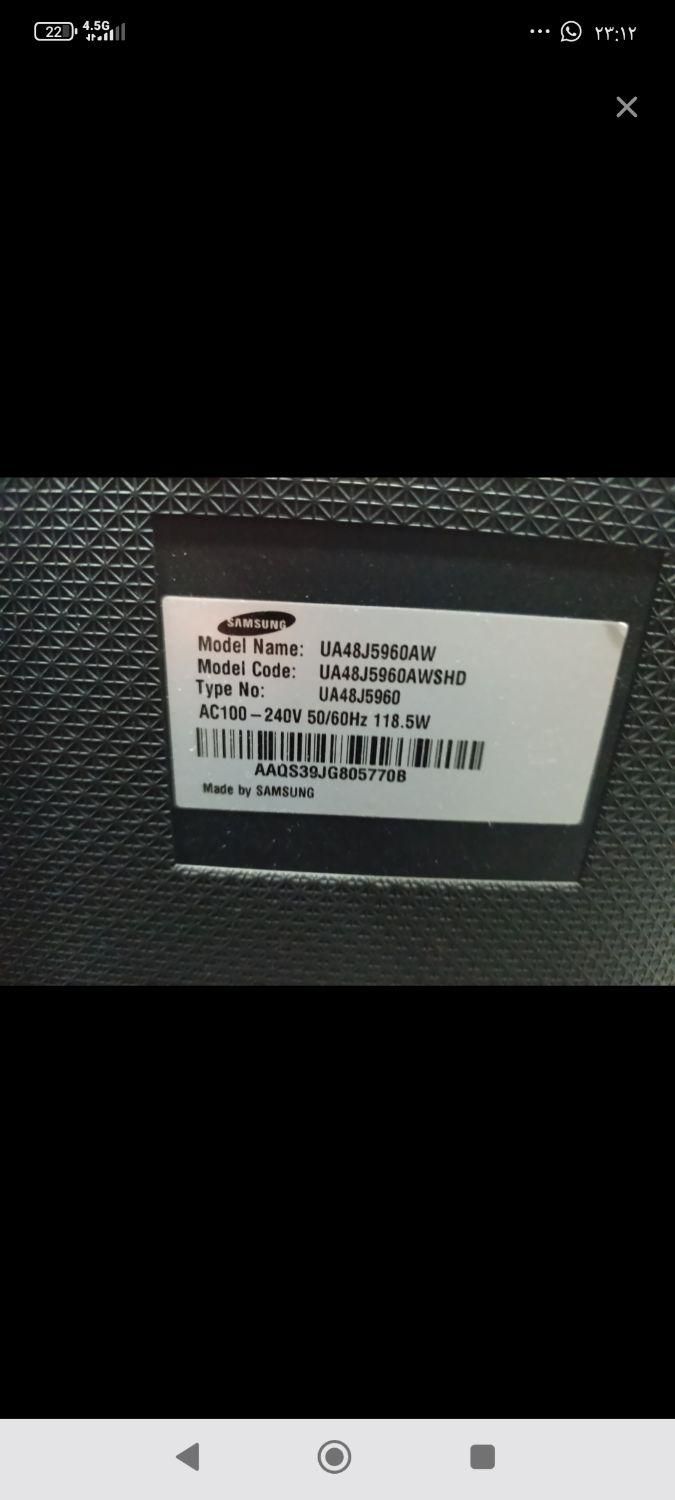 22 4.5G ... ۲۳:۱۲
SAMSUNG
Model Name: UA48J5960AW
Model Code: UA48J5960AWSHD
Type No: UA48J5960
AC100-240V 50/60Hz 118.5W
AAQS39JG805770B
Made by SAMSUNG